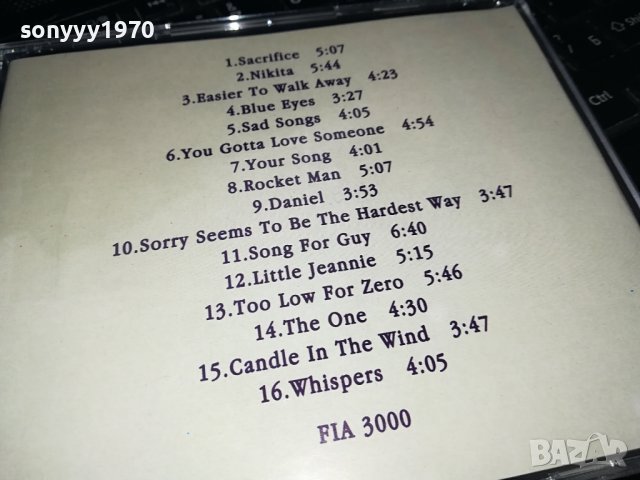 sonyyy1970
1.Sacrifice 5:07
2.Nikita 5:44
3.Easier To Walk Away 4:23
4.Blue Eyes 3:27
5.Sad Songs 4:05
6.You Gotta Love Someone 4:54
7.Your Song 4:01
8.Rocket Man 5:07
9.Daniel 3:53
10.Sorry Seems To Be The Hardest Way 3:47
11.Song For Guy 6:40
12.Little Jeannie 5:15
13.Too Low For Zero 5:46
14.The One 4:30
15.Candle In The Wind 3:47
16.Whispers 4:05
FIA 3000
BAZAR